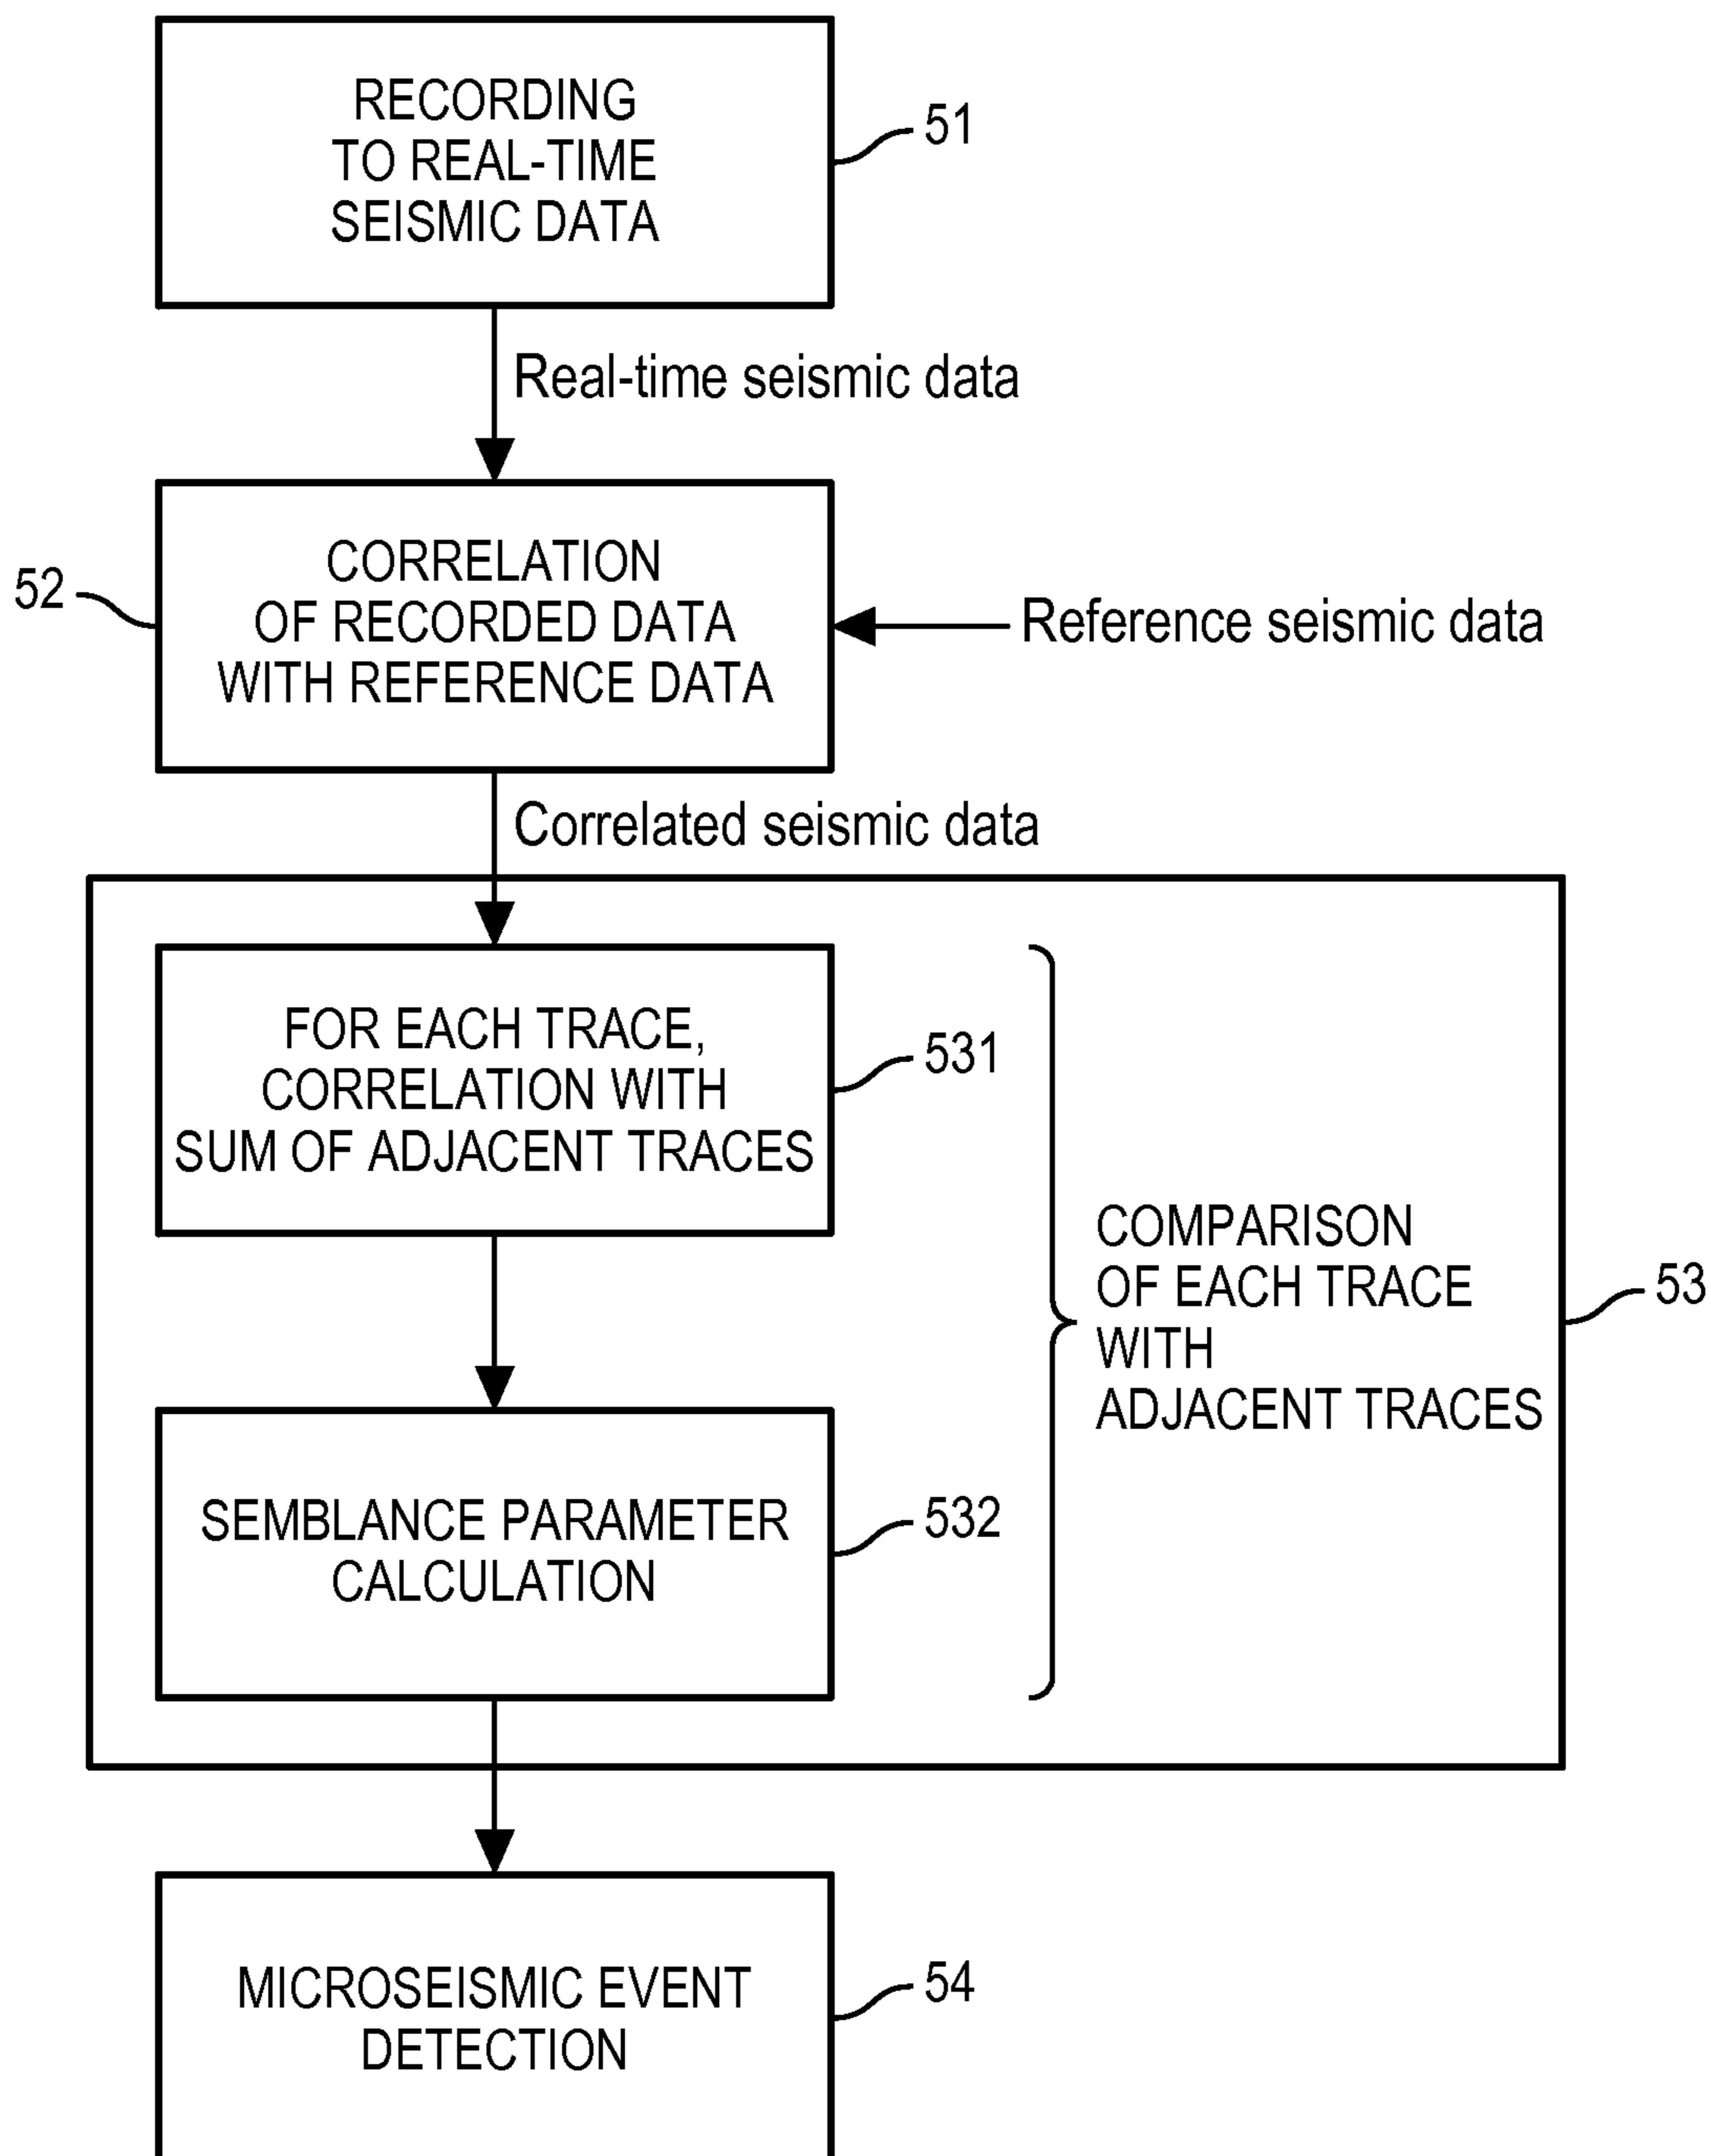 RECORDING
TO REAL-TIME
SEISMIC DATA
51
Real-time seismic data
52
CORRELATION
OF RECORDED DATA
WITH REFERENCE DATA
Reference seismic data
Correlated seismic data
FOR EACH TRACE,
CORRELATION WITH
SUM OF ADJACENT TRACES
531
COMPARISON
OF EACH TRACE
WITH
ADJACENT TRACES
53
SEMBLANCE PARAMETER
CALCULATION
532
MICROSEISMIC EVENT
DETECTION
54